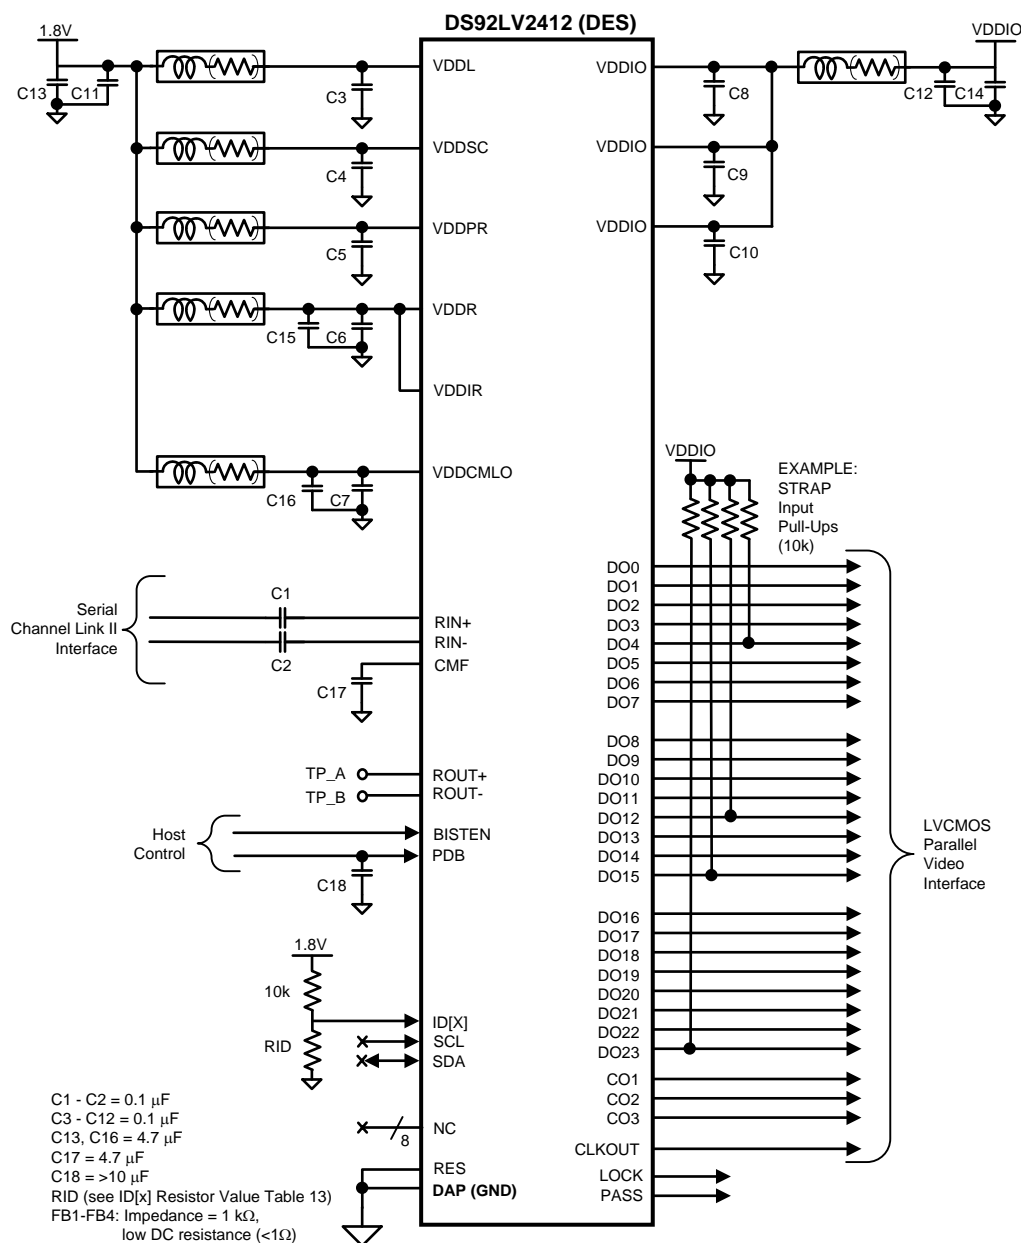 DS92LV2412 (DES)
1.8V
VDDIO
C13
C11
C3
VDDL
VDDIO
C8
C12
C14
C4
VDDSC
VDDIO
C9
C5
VDDPR
VDDIO
C10
C15
C6
VDDR
VDDIR
C16
C7
VDDCMLO
VDDIO
EXAMPLE:
STRAP
Input
Pull-Ups
(10k)
Serial
Channel Link II
Interface
C1
C2
RIN+
RIN-
CMF
C17
TP_A
TP_B
ROUT+
ROUT-
Host
Control
BISTEN
PDB
C18
1.8V
10k
RID
ID[X]
SCL
SDA
NC
8
RES
DAP (GND)
DO0
DO1
DO2
DO3
DO4
DO5
DO6
DO7
DO8
DO9
DO10
DO11
DO12
DO13
DO14
DO15
DO16
DO17
DO18
DO19
DO20
DO21
DO22
DO23
CO1
CO2
CO3
CLKOUT
LOCK
PASS
LVCMOS
Parallel
Video
Interface
C1 - C2 = 0.1 μF
C3 - C12 = 0.1 μF
C13, C16 = 4.7 μF
C17 = 4.7 μF
C18 = >10 μF
RID (see ID[x] Resistor Value Table 13)
FB1-FB4: Impedance = 1 kΩ,
low DC resistance (<1Ω)